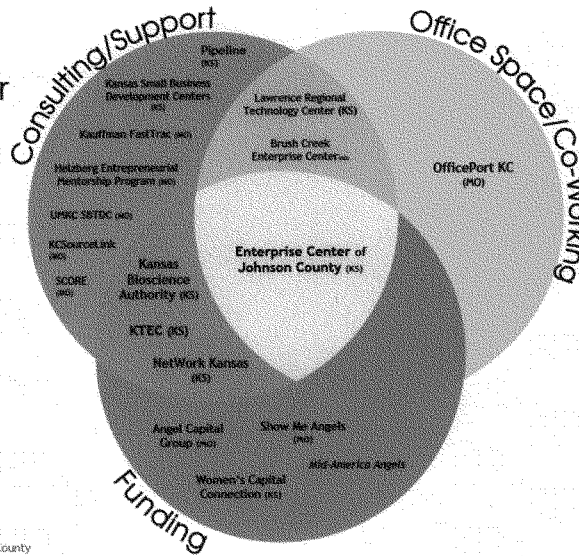 Consulting/Support
Office Space/Co-working
Pipeline
(KS)
Kansas Small Business
Development Centers
(KS)
Lawrence Regional
Technology Center (KS)
Kauffman FastTrac (MO)
Brush Creek
Enterprise Center (MO)
Helzberg Entrepreneurial
Mentorship Program (MO)
OfficePort KC
(MO)
UMKC SBTDC (MO)
KCSourceLink
(MO)
Enterprise Center of
Johnson County (KS)
SCORE
(MO)
Kansas
Bioscience
Authority (KS)
KTEC (KS)
NetWork Kansas
(KS)
Angel Capital
Group (MO)
Show Me Angels
(MO)
Mid-America Angels
Women's Capital
Connection (KS)
Funding
County